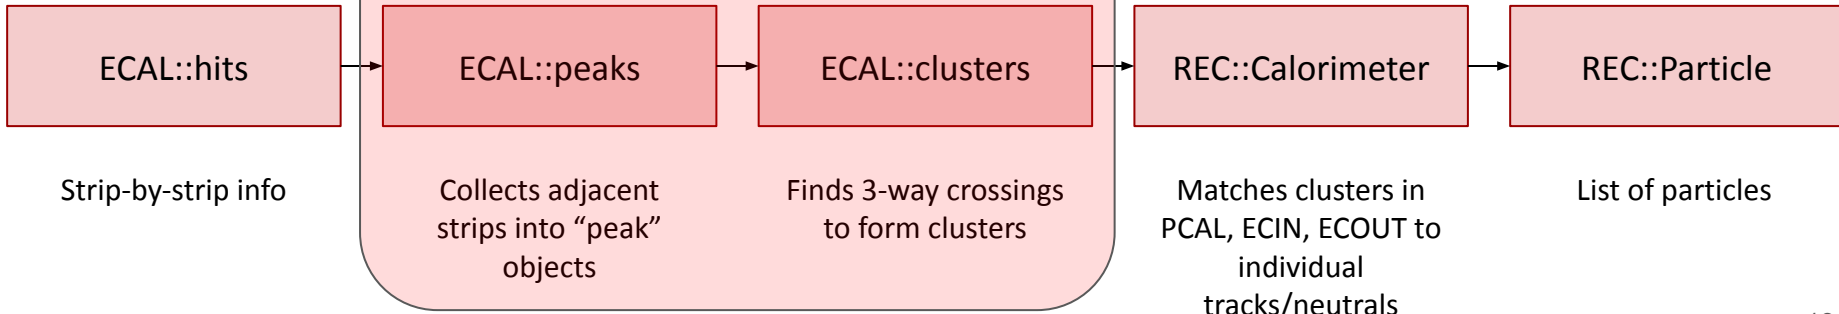 ECAL::hits
ECAL::peaks
ECAL::clusters
REC::Calorimeter
REC::Particle
Strip-by-strip info
Collects adjacent
strips into “peak”
objects
Finds 3-way crossings
to form clusters
Matches clusters in
PCAL, ECIN, ECOUT to
individual
tracks/neutrals
List of particles